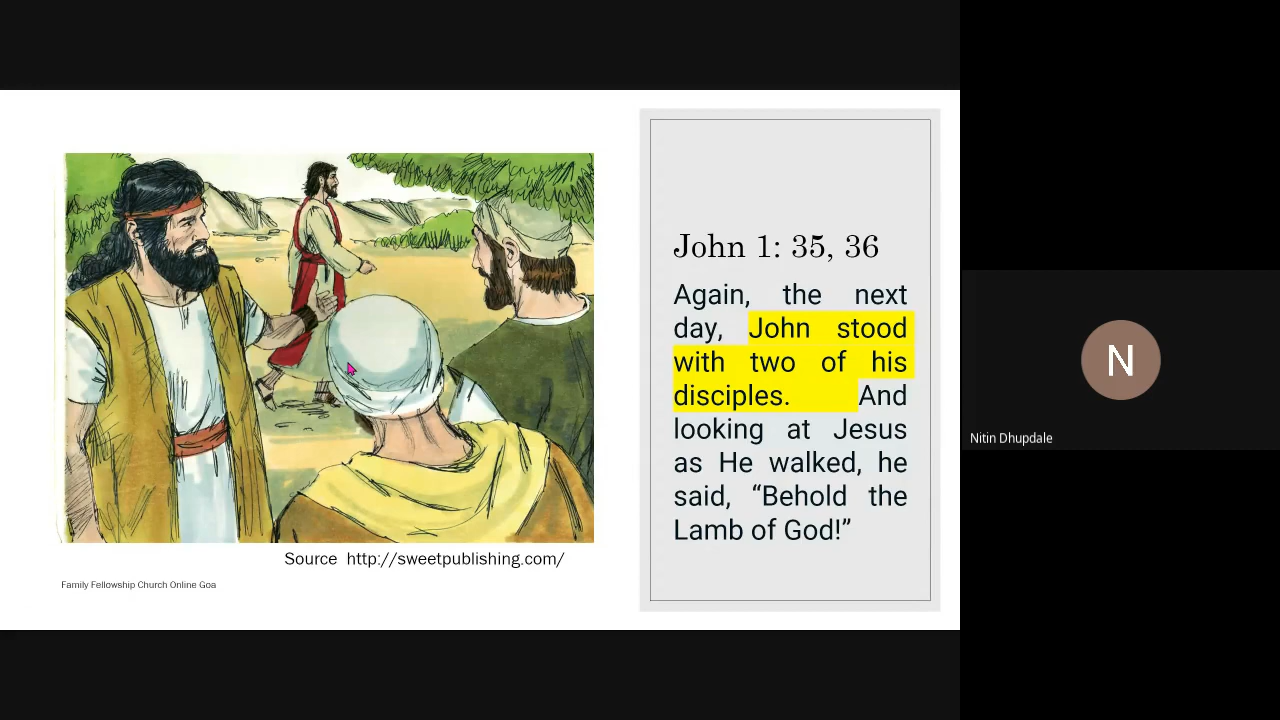 John 1: 35, 36
Again, the next
day, John stood
with two of his
disciples. And
looking at Jesus
as He walked, he
said, “Behold the
Lamb of God!”
Source http://sweetpublishing.com/
Family Fellowship Church Online Goa
N
Nitin Dhupdale